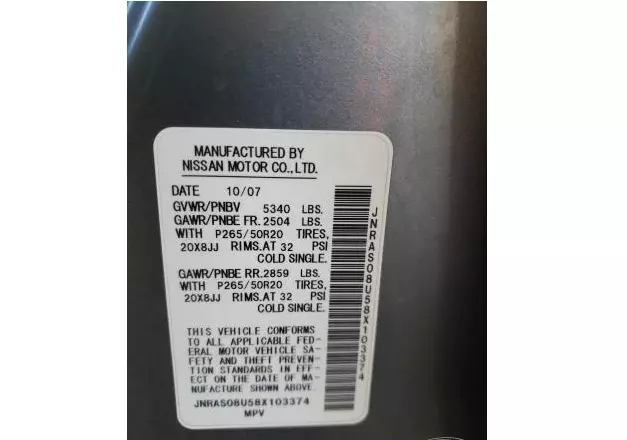 MANUFACTURED BY
NISSAN MOTOR CO.,LTD.
DATE 10/07
GVWR/PNBV 5340 LBS.
GAWR/PNBE FR. 2504 LBS.
WITH P265/50R20 TIRES,
20X8JJ RIMS.AT 32 PSI
COLD SINGLE.
GAWR/PNBE RR. 2859 LBS.
WITH P265/50R20 TIRES,
20X8JJ RIMS.AT 32 PSI
COLD SINGLE.
THIS VEHICLE CONFORMS
TO ALL APPLICABLE FED-
ERAL MOTOR VEHICLE SA-
FETY AND THEFT PREVEN-
TION STANDARDS IN EFF-
ECT ON THE DATE OF MA-
NUFACTURE SHOWN ABOVE.
JNRAS08U58X103374
MPV
JNRAS08U58X103374